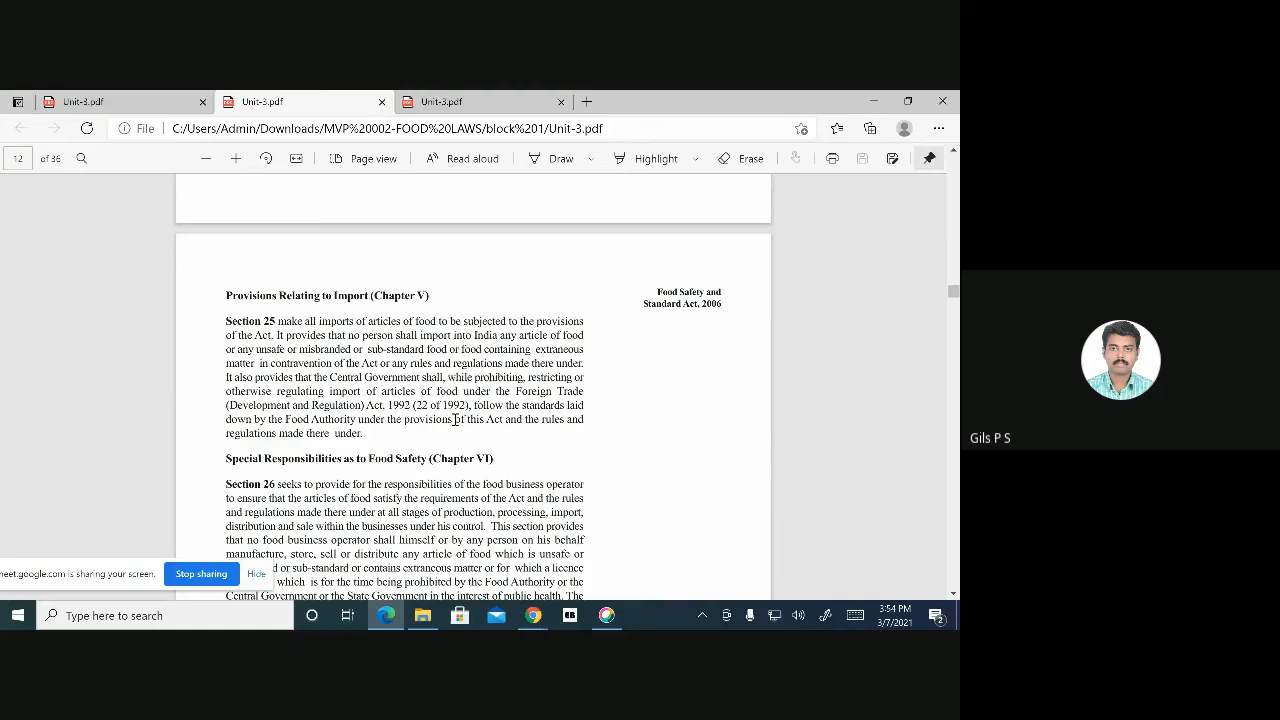 Unit-3.pdf
Unit-3.pdf
Unit-3.pdf
File
C:/Users/Admin/Downloads/MVP%20002-FOOD%20LAWS/block%201/Unit-3.pdf
12 of 36
Page view
Read aloud
Draw
Highlight
Erase
Provisions Relating to Import (Chapter V)
Food Safety and
Standard Act, 2006
Section 25 make all imports of articles of food to be subjected to the provisions
of the Act. It provides that no person shall import into India any article of food
or any unsafe or misbranded or sub-standard food or food containing extraneous
matter in contravention of the Act or any rules and regulations made there under.
It also provides that the Central Government shall, while prohibiting, restricting or
otherwise regulating import of articles of food under the Foreign Trade
(Development and Regulation) Act, 1992 (22 of 1992), follow the standards laid
down by the Food Authority under the provisions of this Act and the rules and
regulations made there under.
Special Responsibilities as to Food Safety (Chapter VI)
Section 26 seeks to provide for the responsibilities of the food business operator
to ensure that the articles of food satisfy the requirements of the Act and the rules
and regulations made there under at all stages of production, processing, import,
distribution and sale within the businesses under his control. This section provides
that no food business operator shall himself or by any person on his behalf
manufacture, store, sell or distribute any article of food which is unsafe or
d or sub-standard or contains extraneous matter or for which a licence
which is for the time being prohibited by the Food Authority or the
Central Government or the State Government in the interest of public health. The
meet.google.com is sharing your screen.
Stop sharing
Hide
Type here to search
3:54 PM
3/7/2021
2
Gils P S